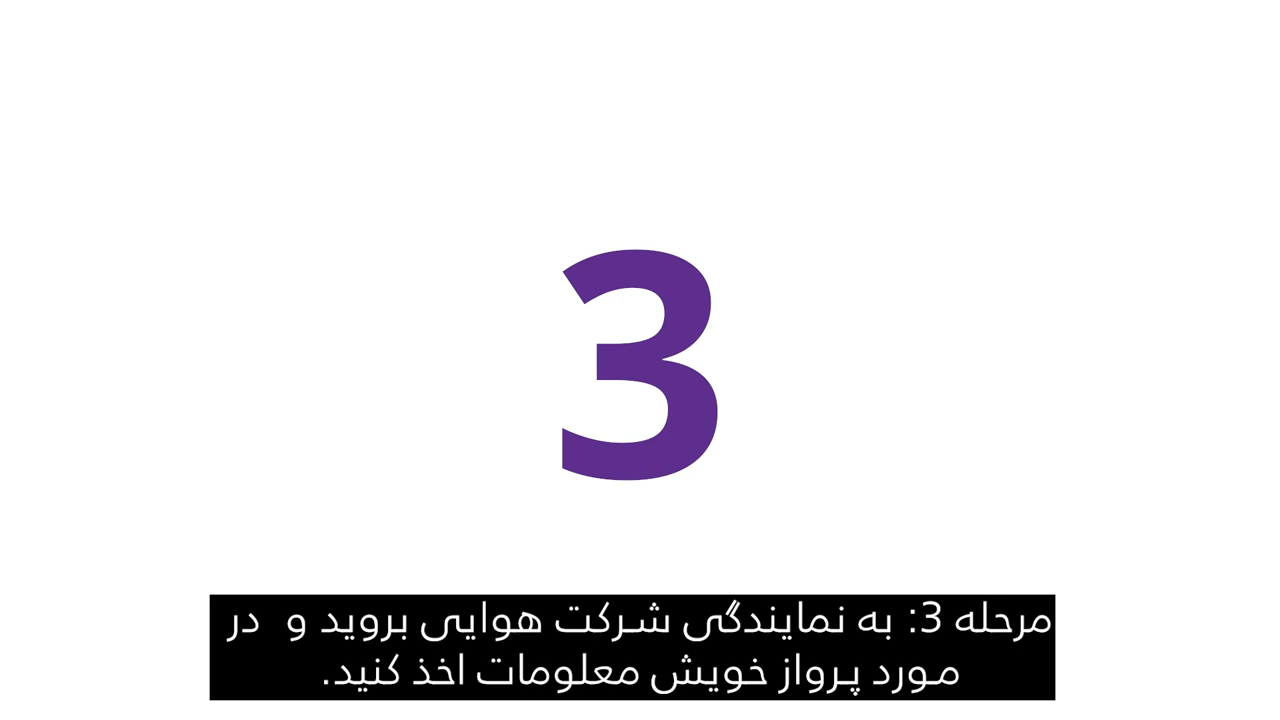 3
مرحله 3: به نمایندگی شرکت هوایی بروید و در
مورد پرواز خویش معلومات اخذ کنید.